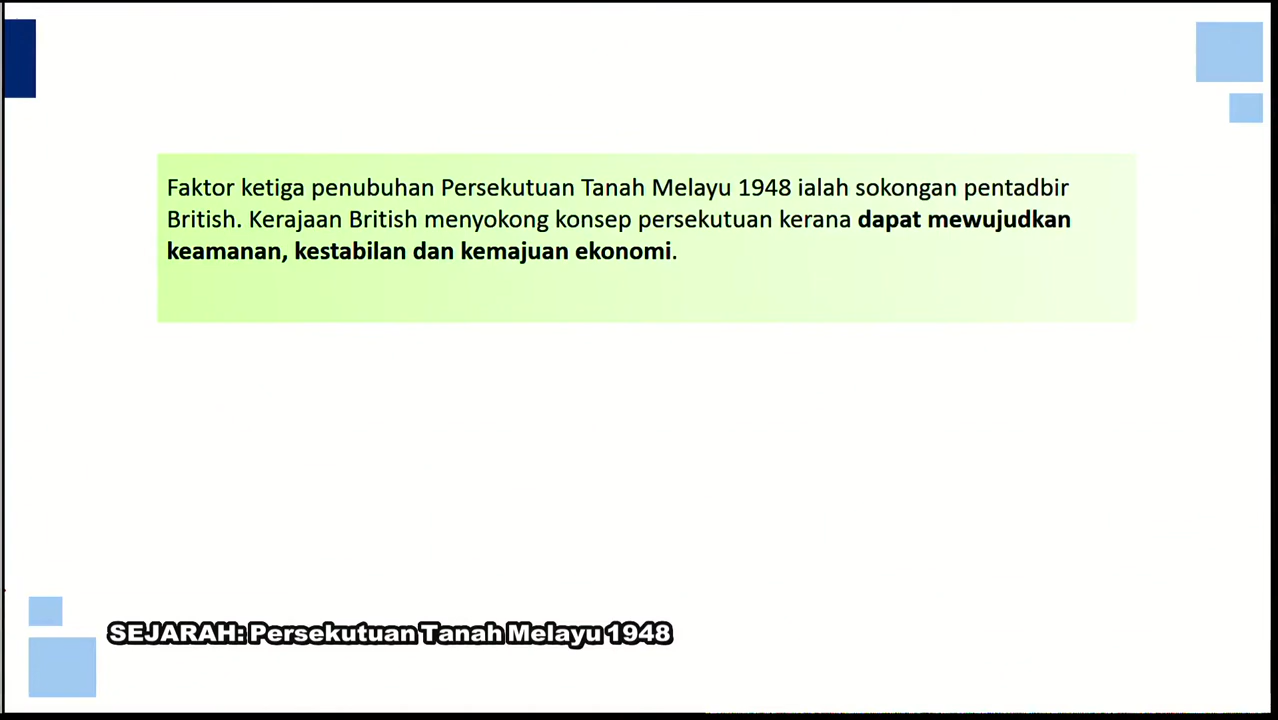 Faktor ketiga penubuhan Persekutuan Tanah Melayu 1948 ialah sokongan pentadbir
British. Kerajaan British menyokong konsep persekutuan kerana dapat mewujudkan
keamanan, kestabilan dan kemajuan ekonomi.
SEJARAH: Persekutuan Tanah Melayu 1948